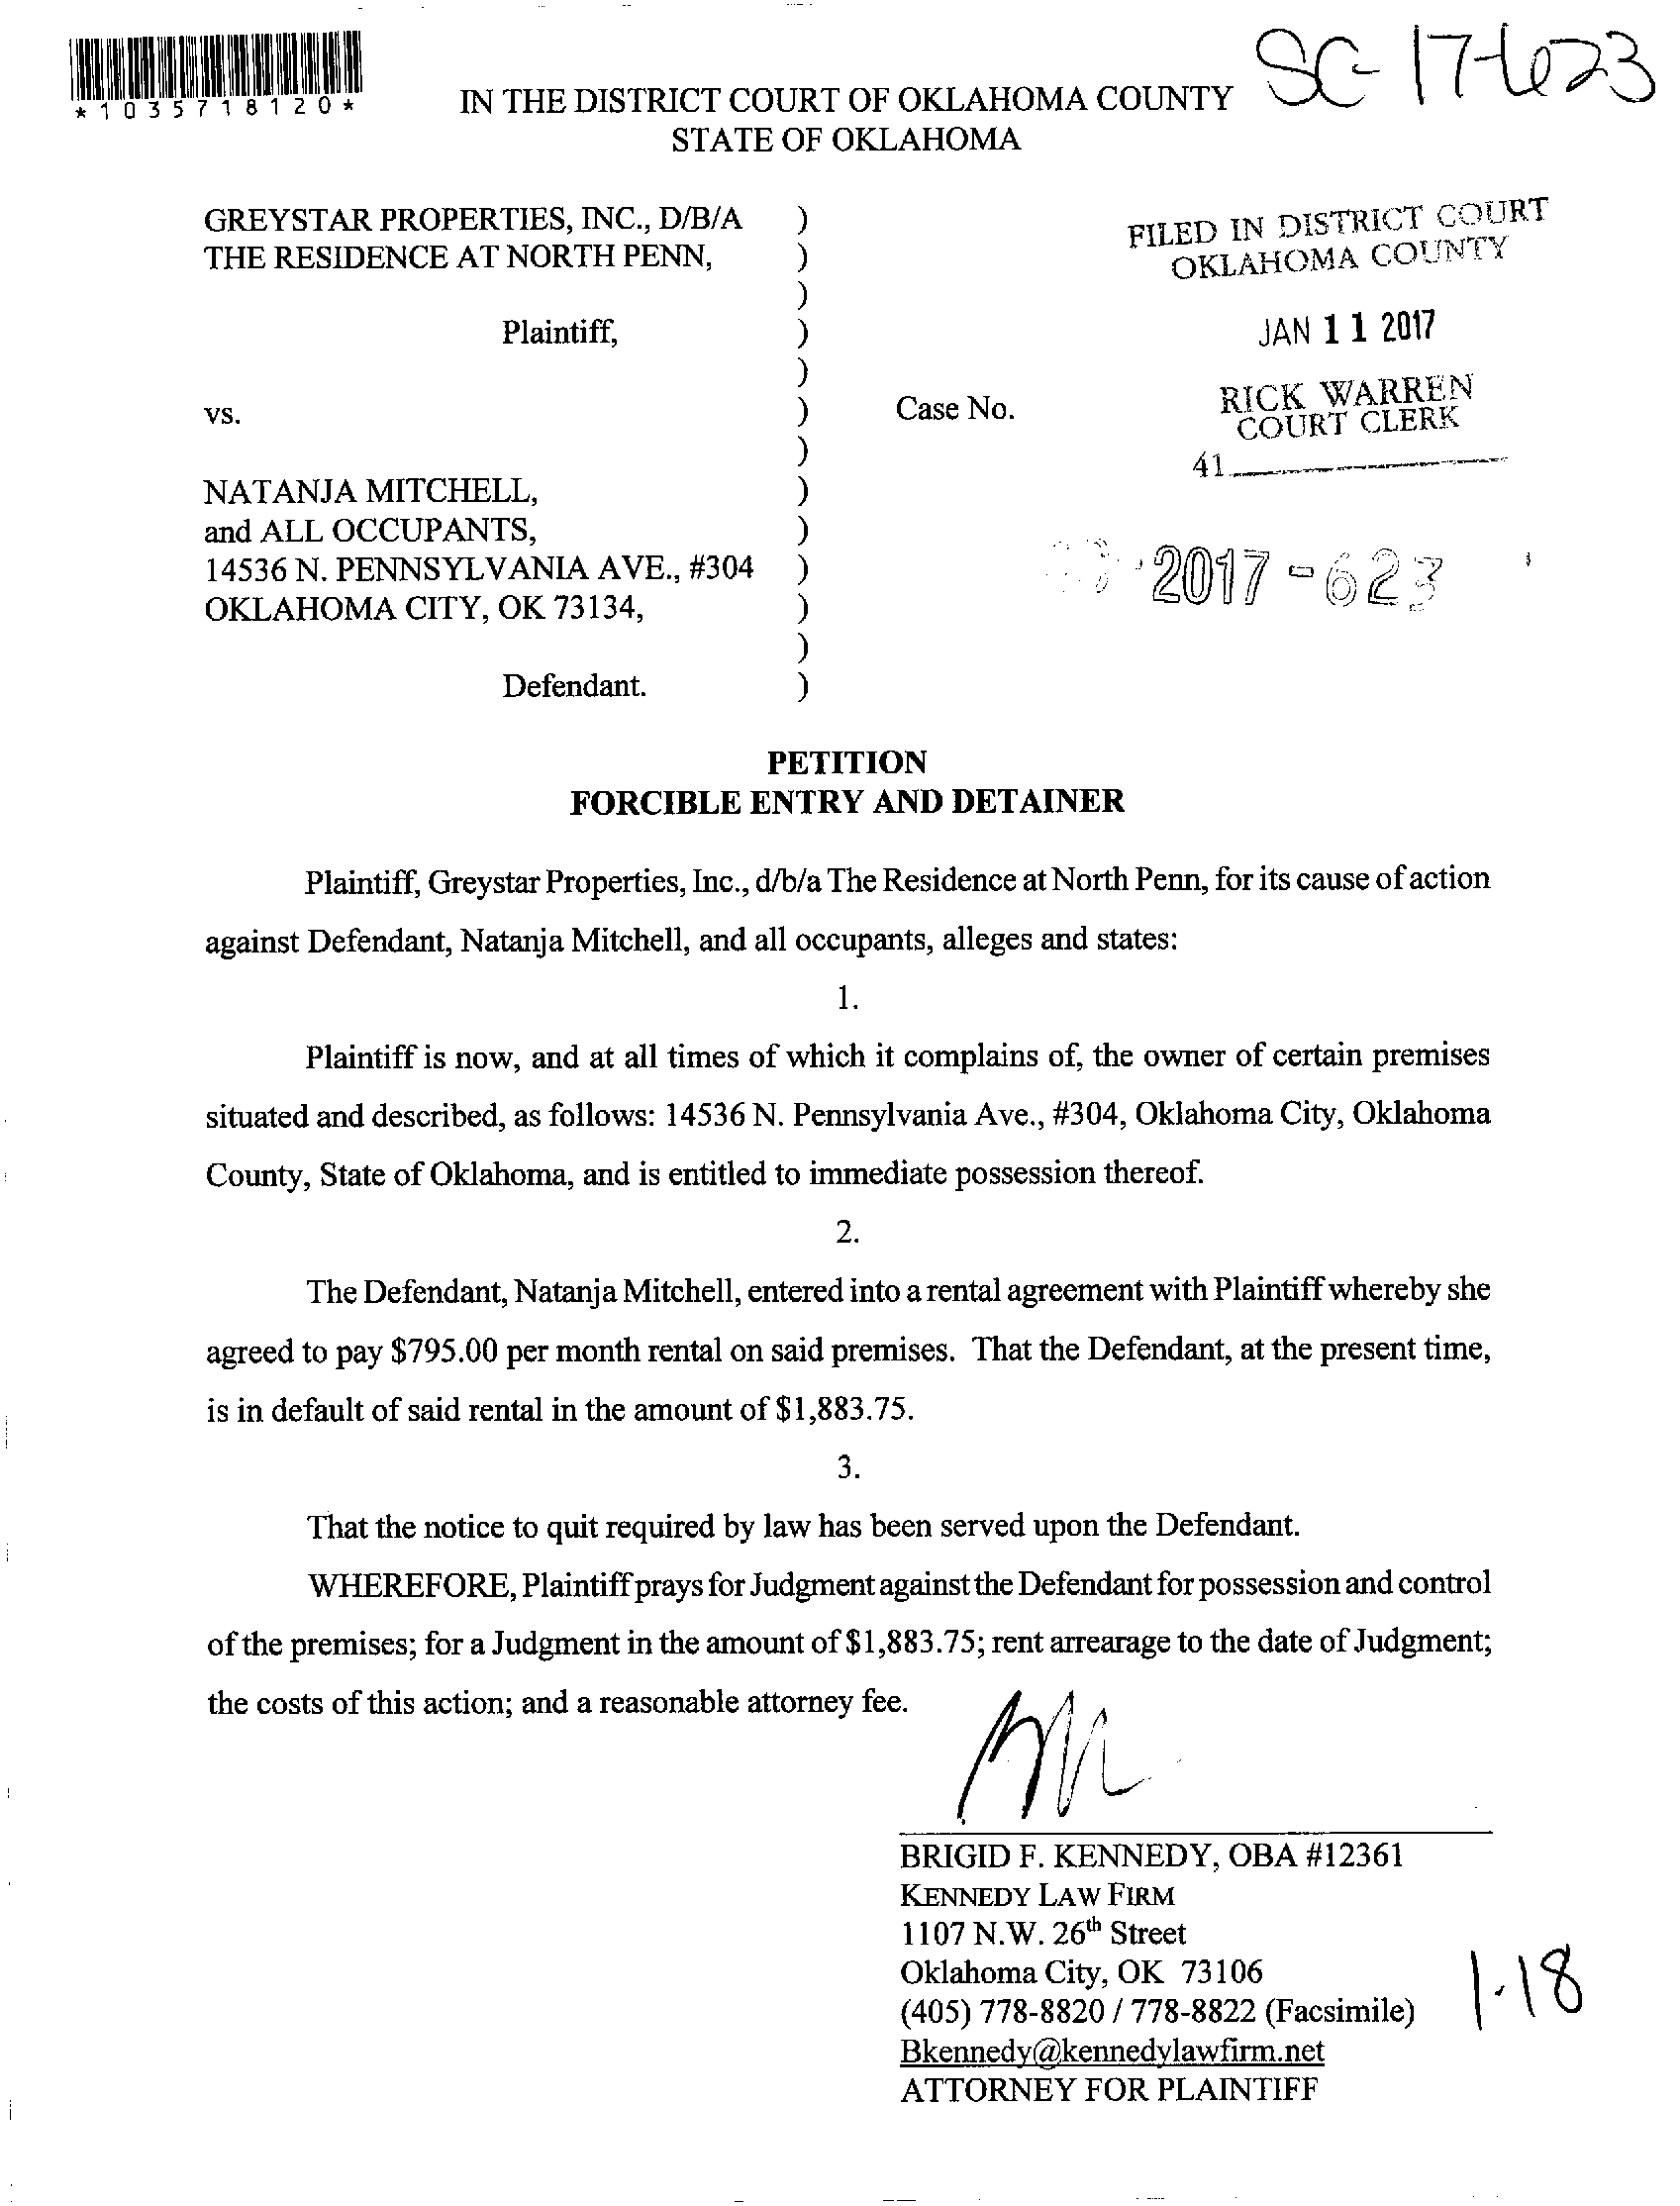 SC-17-623
*1035718120*
IN THE DISTRICT COURT OF OKLAHOMA COUNTY
STATE OF OKLAHOMA
GREYSTAR PROPERTIES, INC., D/B/A )
THE RESIDENCE AT NORTH PENN, )
)
Plaintiff, )
)
vs. )
)
NATANJA MITCHELL, )
and ALL OCCUPANTS, )
14536 N. PENNSYLVANIA AVE., #304 )
OKLAHOMA CITY, OK 73134, )
)
Defendant. )
FILED IN DISTRICT COURT
OKLAHOMA COUNTY
JAN 11 2017
Case No.
RICK WARREN
COURT CLERK
41
2017-623
PETITION
FORCIBLE ENTRY AND DETAINER
Plaintiff, Greystar Properties, Inc., d/b/a The Residence at North Penn, for its cause of action
against Defendant, Natanja Mitchell, and all occupants, alleges and states:
1.
Plaintiff is now, and at all times of which it complains of, the owner of certain premises
situated and described, as follows: 14536 N. Pennsylvania Ave., #304, Oklahoma City, Oklahoma
County, State of Oklahoma, and is entitled to immediate possession thereof.
2.
The Defendant, Natanja Mitchell, entered into a rental agreement with Plaintiff whereby she
agreed to pay $795.00 per month rental on said premises. That the Defendant, at the present time,
is in default of said rental in the amount of $1,883.75.
3.
That the notice to quit required by law has been served upon the Defendant.
WHEREFORE, Plaintiff prays for Judgment against the Defendant for possession and control
of the premises; for a Judgment in the amount of $1,883.75; rent arrearage to the date of Judgment;
the costs of this action; and a reasonable attorney fee.
BRIGID F. KENNEDY, OBA #12361
KENNEDY LAW FIRM
1107 N.W. 26th Street
Oklahoma City, OK 73106
(405) 778-8820 / 778-8822 (Facsimile)
Bkennedy@kennedylawfirm.net
ATTORNEY FOR PLAINTIFF
1-18